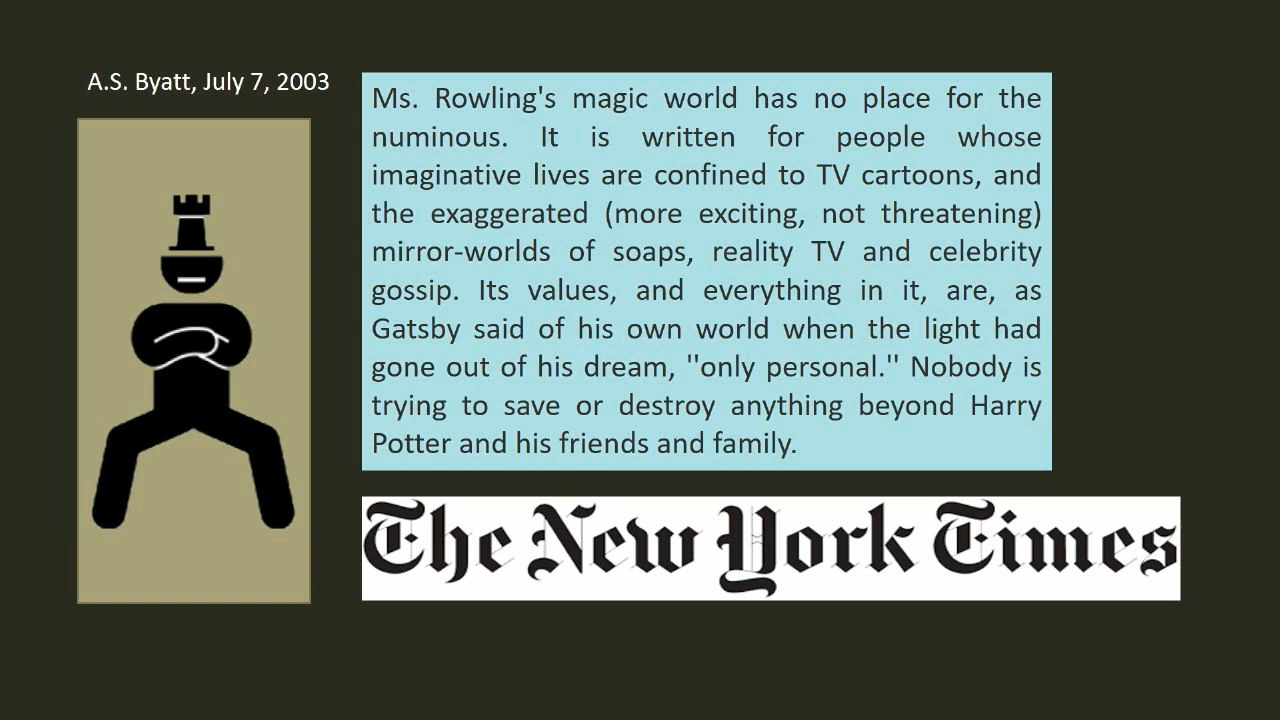 A.S. Byatt, July 7, 2003
Ms. Rowling's magic world has no place for the
numinous. It is written for people whose
imaginative lives are confined to TV cartoons, and
the exaggerated (more exciting, not threatening)
mirror-worlds of soaps, reality TV and celebrity
gossip. Its values, and everything in it, are, as
Gatsby said of his own world when the light had
gone out of his dream, ''only personal.'' Nobody is
trying to save or destroy anything beyond Harry
Potter and his friends and family.
The New York Times